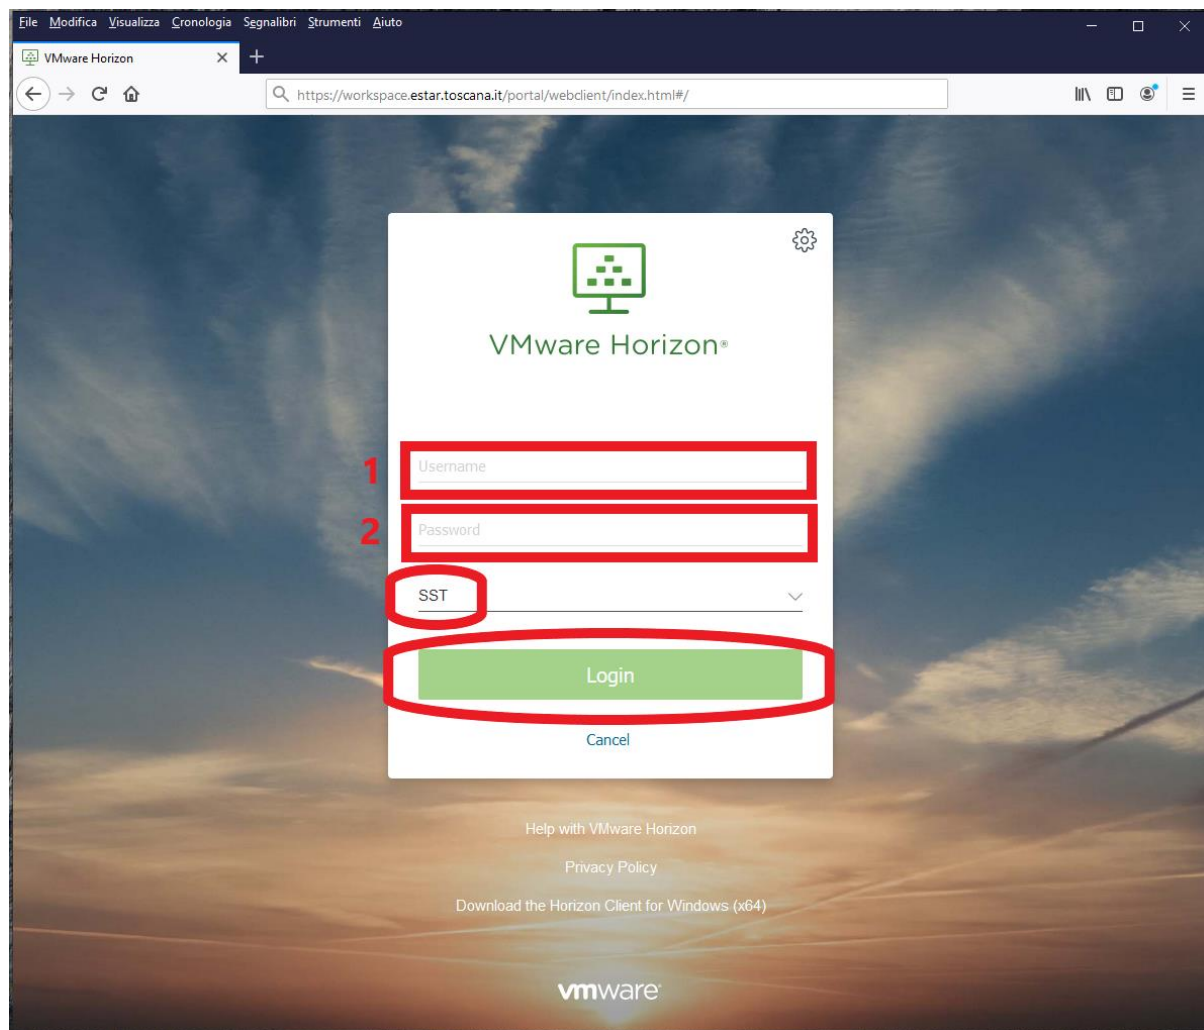 File Modifica Visualizza Cronologia Segnalibri Strumenti Aiuto
VMware Horizon
https://workspace.estar.toscana.it/portal/webclient/index.html#/
VMware Horizon®
1
Username
2
Password
SST
Login
Cancel
Help with VMware Horizon
Privacy Policy
Download the Horizon Client for Windows (x64)
vmware